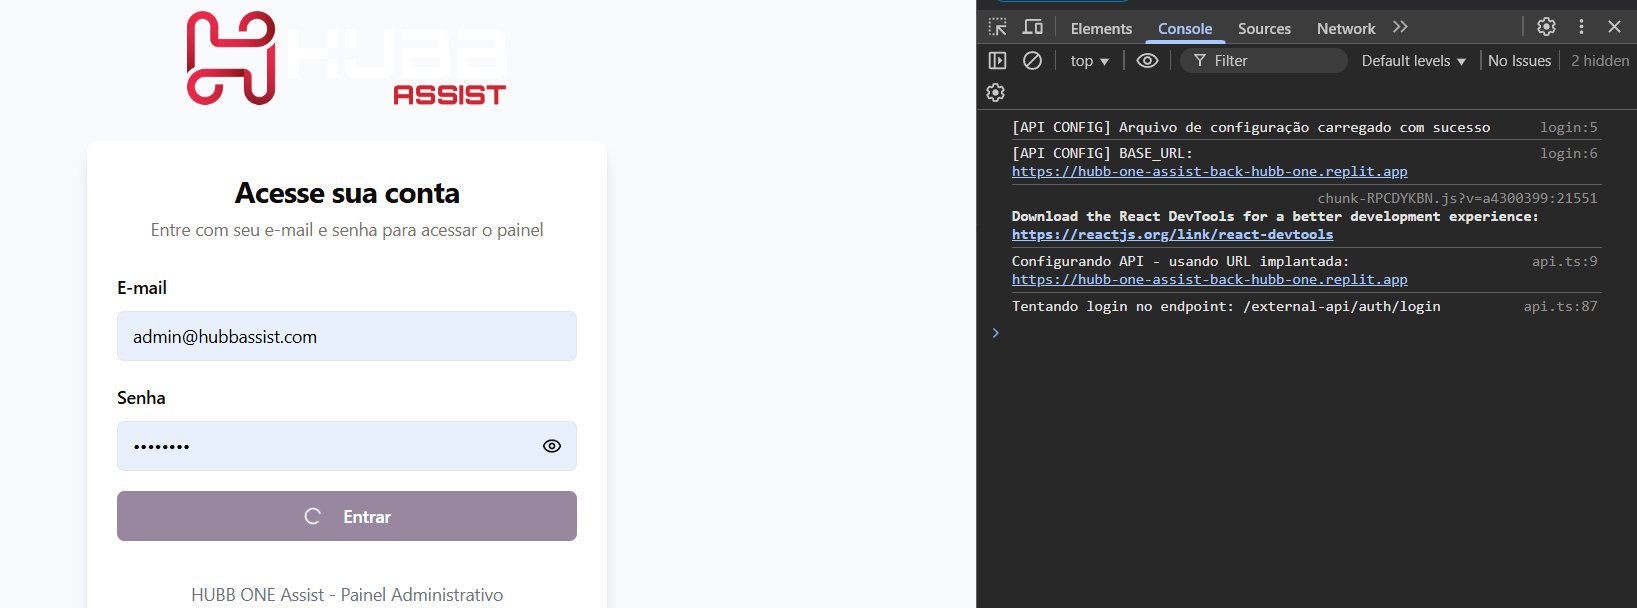 HUBB
ASSIST
Acesse sua conta
Entre com seu e-mail e senha para acessar o painel
E-mail
admin@hubbassist.com
Senha
••••••••
Entrar
HUBB ONE Assist - Painel Administrativo
Elements Console Sources Network
top Filter Default levels No Issues 2 hidden
[API CONFIG] Arquivo de configuração carregado com sucesso login:5
[API CONFIG] BASE_URL: login:6
https://hubb-one-assist-back-hubb-one.replit.app
chunk-RPCDYKBN.js?v=a4300399:21551
Download the React DevTools for a better development experience:
https://reactjs.org/link/react-devtools
Configurando API - usando URL implantada: api.ts:9
https://hubb-one-assist-back-hubb-one.replit.app
Tentando login no endpoint: /external-api/auth/login api.ts:87